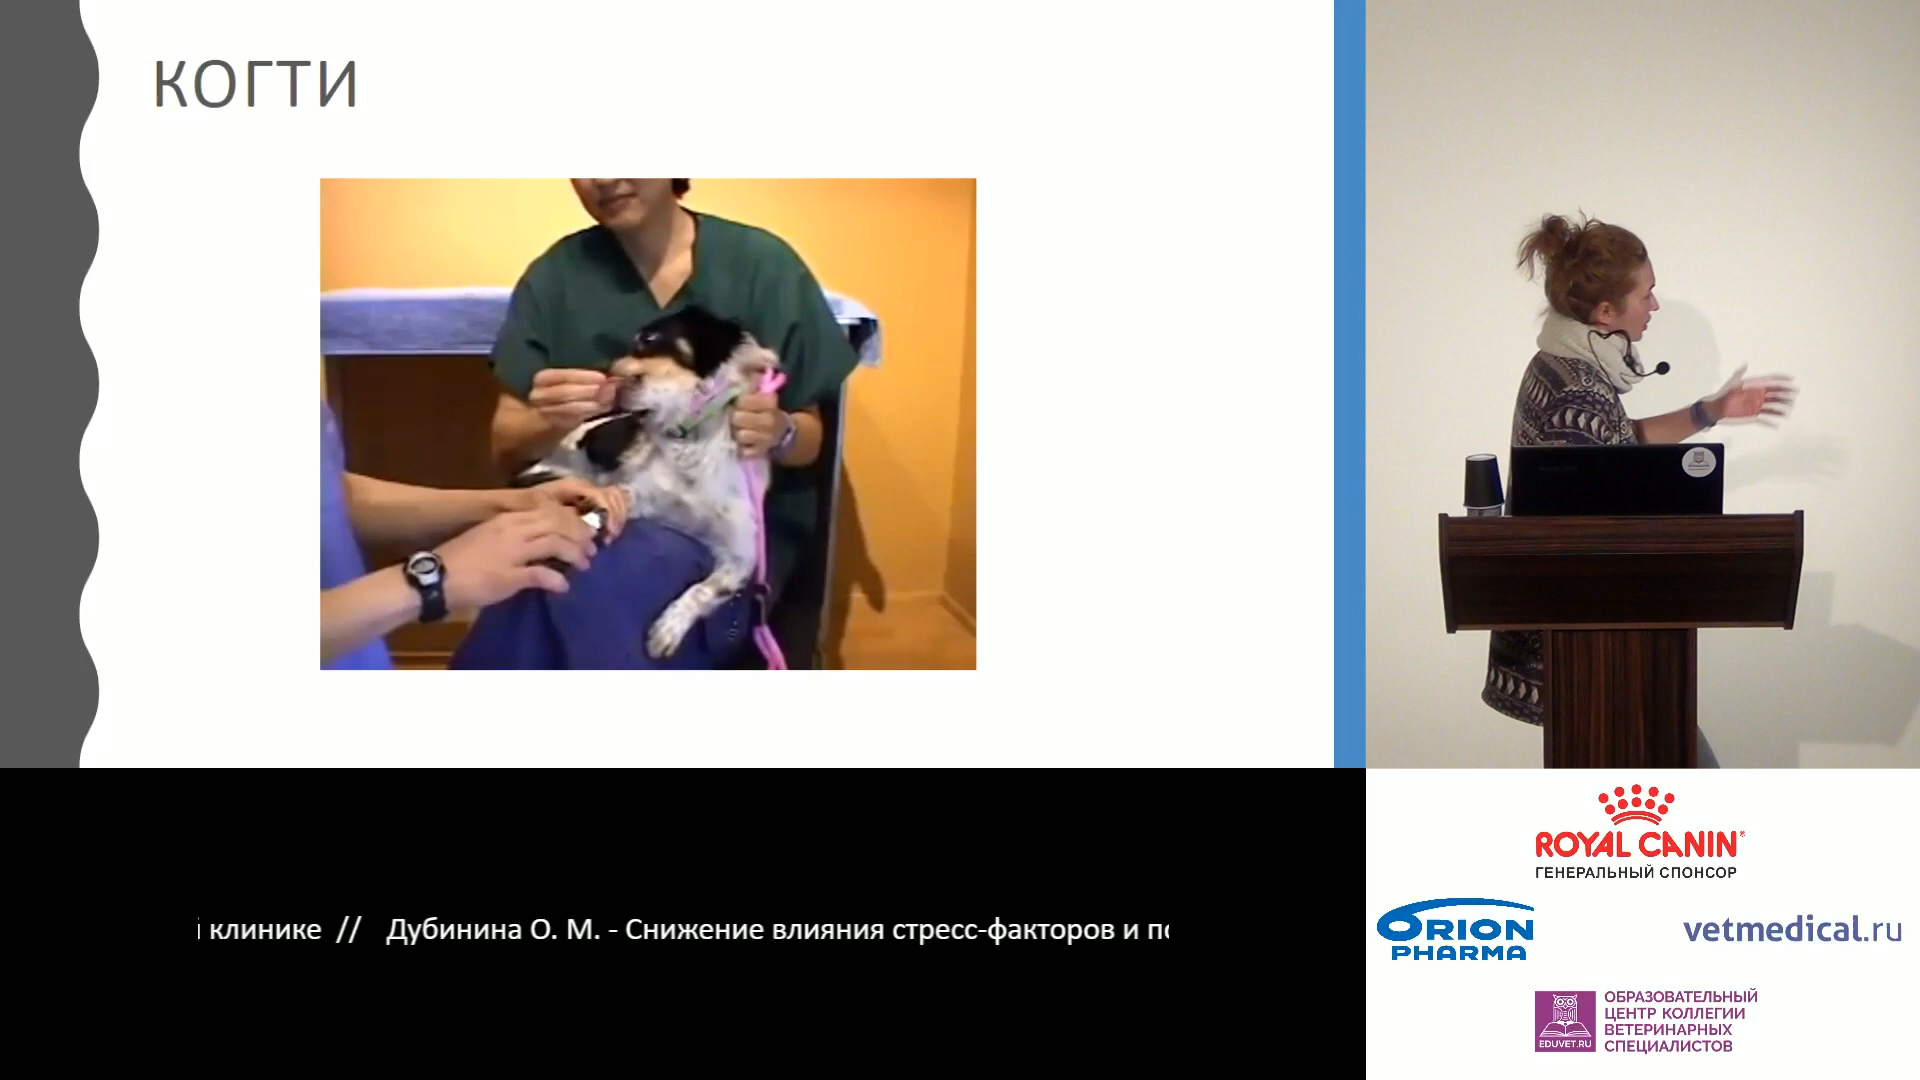 КОГТИ
клинике // Дубинина О. М. - Снижение влияния стресс-факторов и
ROYAL CANIN
ГЕНЕРАЛЬНЫЙ СПОНСОР
ORION
PHARMA
vetmedical.ru
EDUVET.RU
ОБРАЗОВАТЕЛЬНЫЙ
ЦЕНТР КОЛЛЕГИИ
ВЕТЕРИНАРНЫХ
СПЕЦИАЛИСТОВ